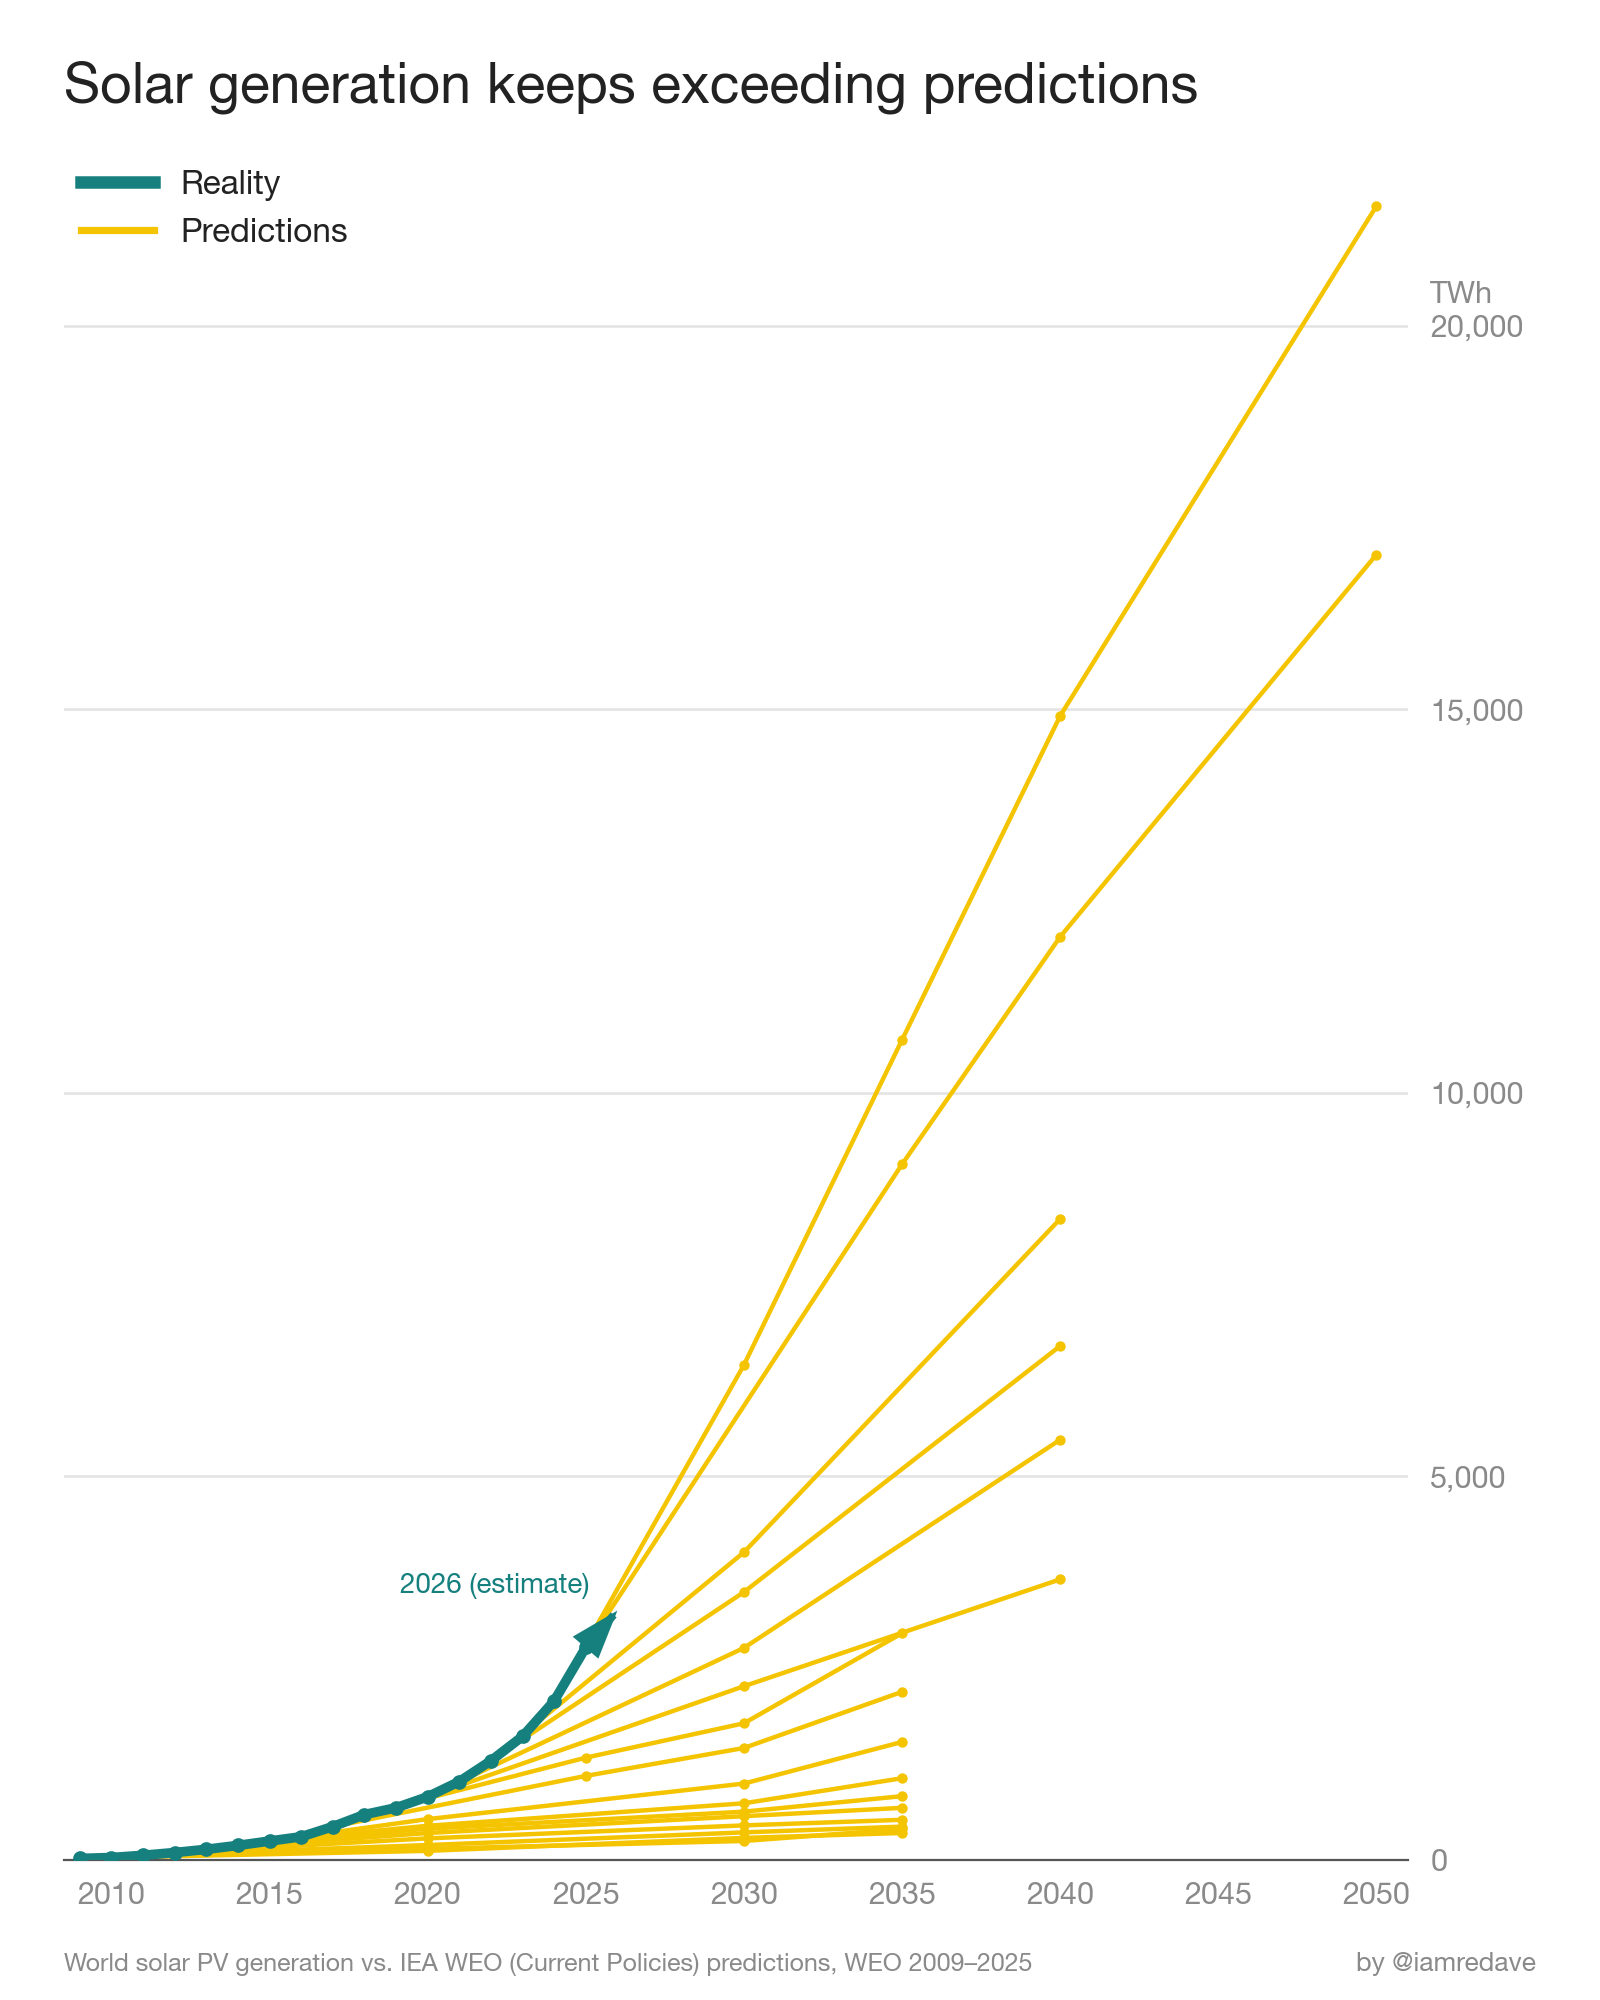 Solar generation keeps exceeding predictions
Reality
Predictions
TWh
20,000
15,000
10,000
5,000
2026 (estimate)
0
2010 2015 2020 2025 2030 2035 2040 2045 2050
World solar PV generation vs. IEA WEO (Current Policies) predictions, WEO 2009–2025
by @iamredave